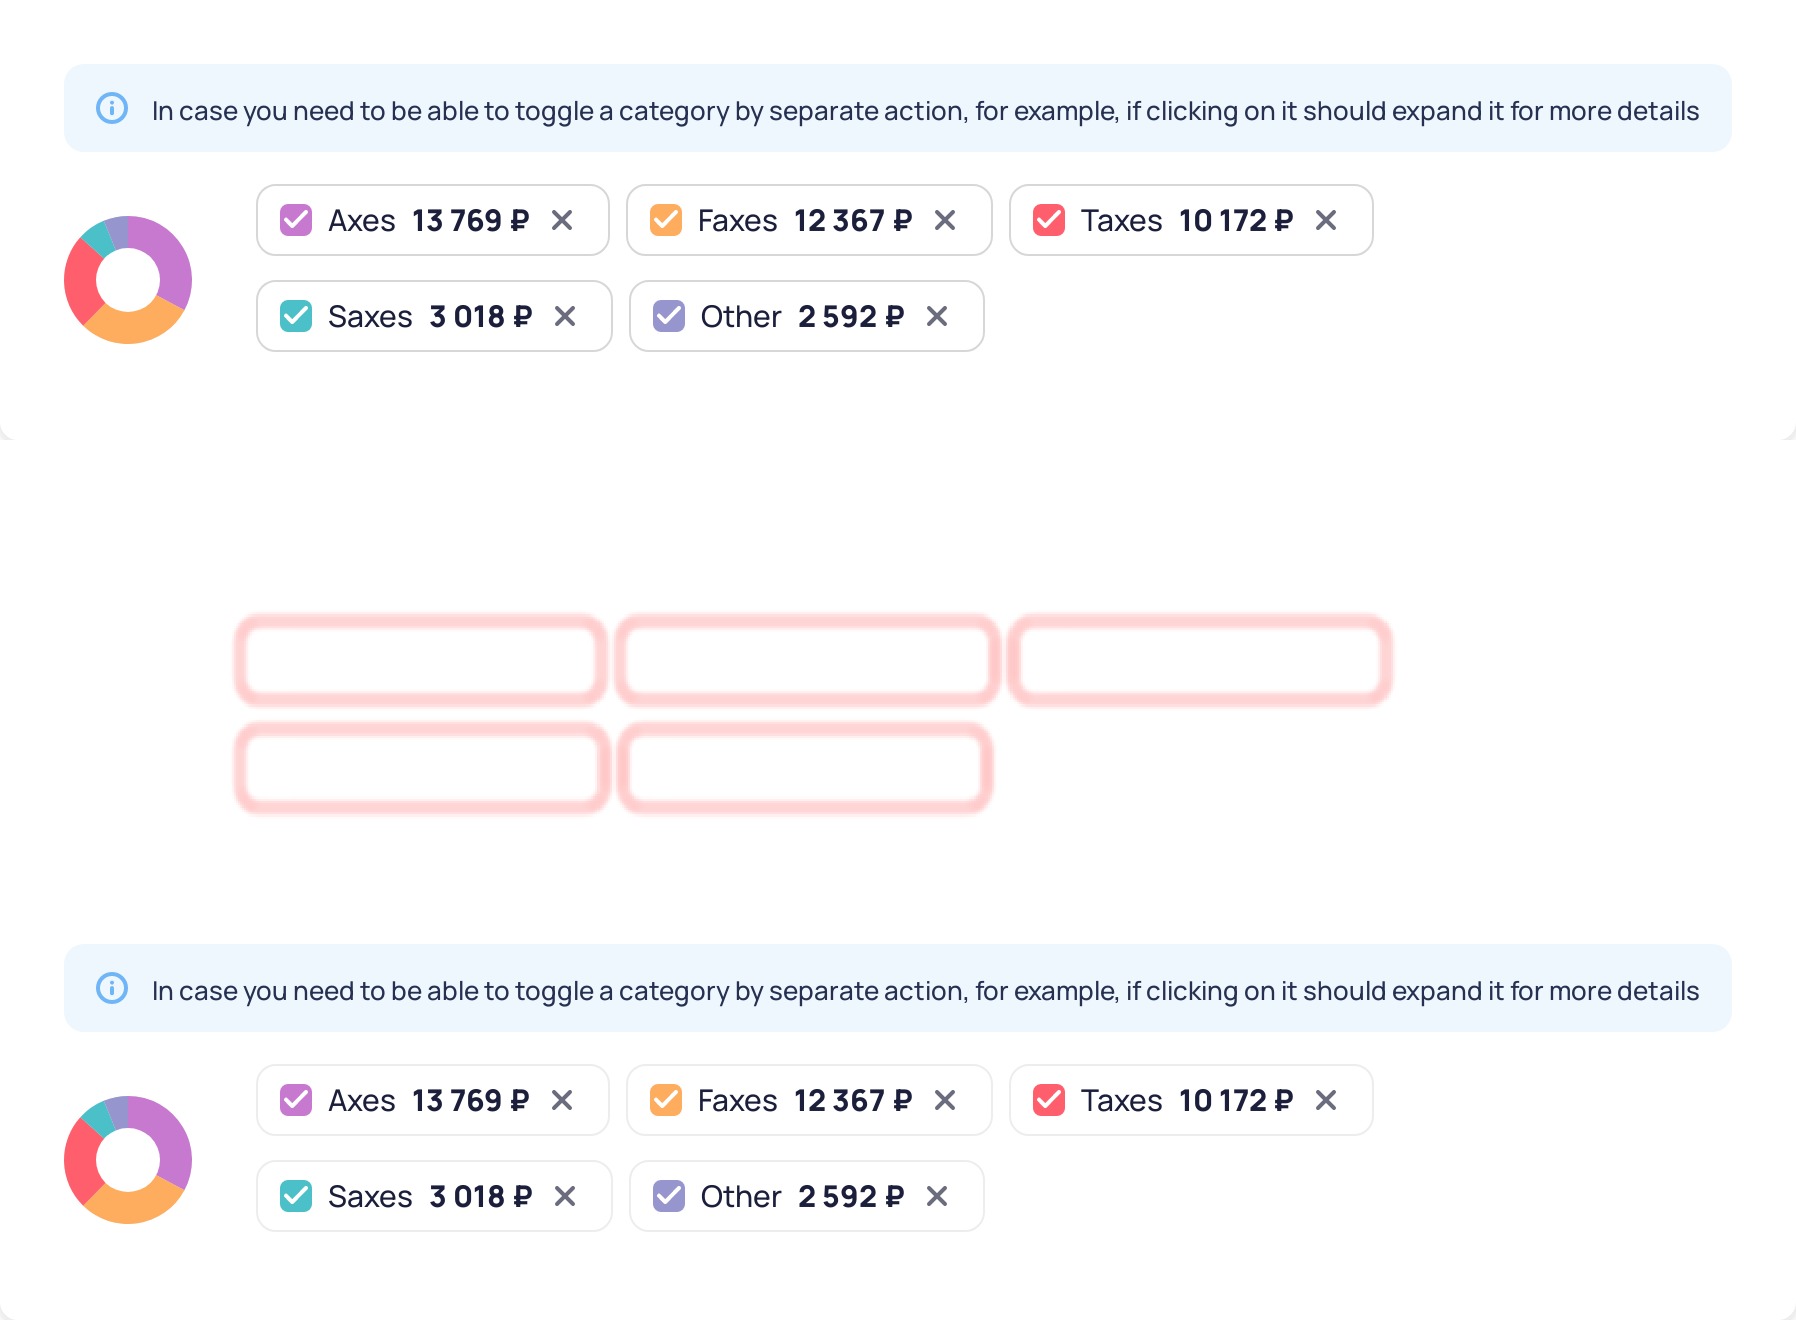 In case you need to be able to toggle a category by separate action, for example, if clicking on it should expand it for more details
Axes 13 769 ₽ Faxes 12 367 ₽ Taxes 10 172 ₽
Saxes 3 018 ₽ Other 2 592 ₽
In case you need to be able to toggle a category by separate action, for example, if clicking on it should expand it for more details
Axes 13 769 ₽ Faxes 12 367 ₽ Taxes 10 172 ₽
Saxes 3 018 ₽ Other 2 592 ₽